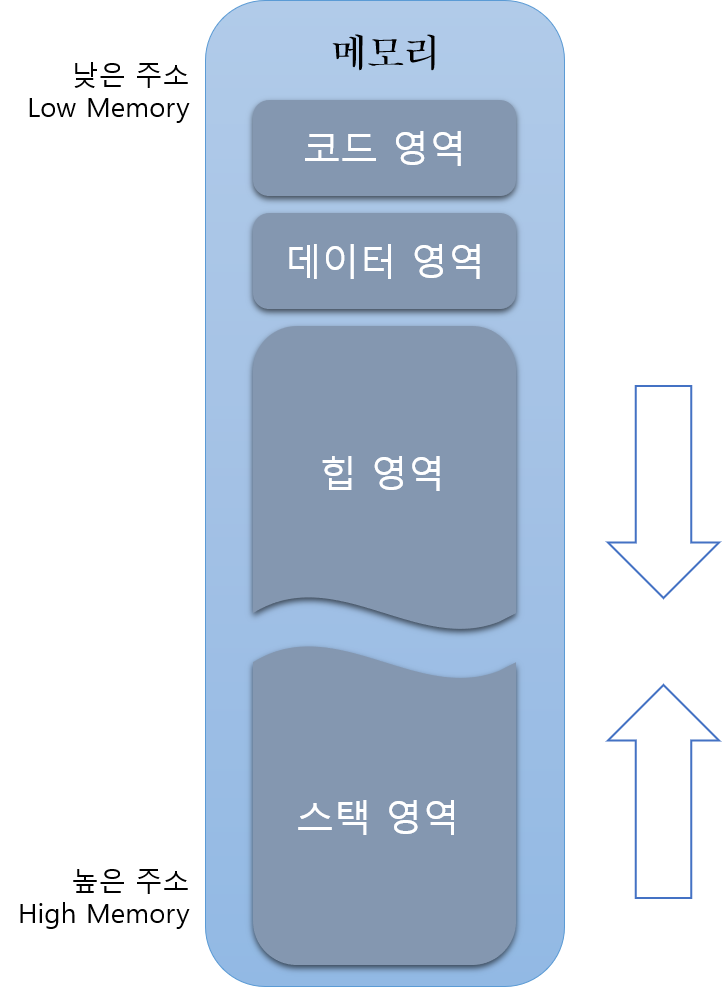 메모리
낮은 주소
Low Memory
코드 영역
데이터 영역
힙 영역
스택 영역
높은 주소
High Memory